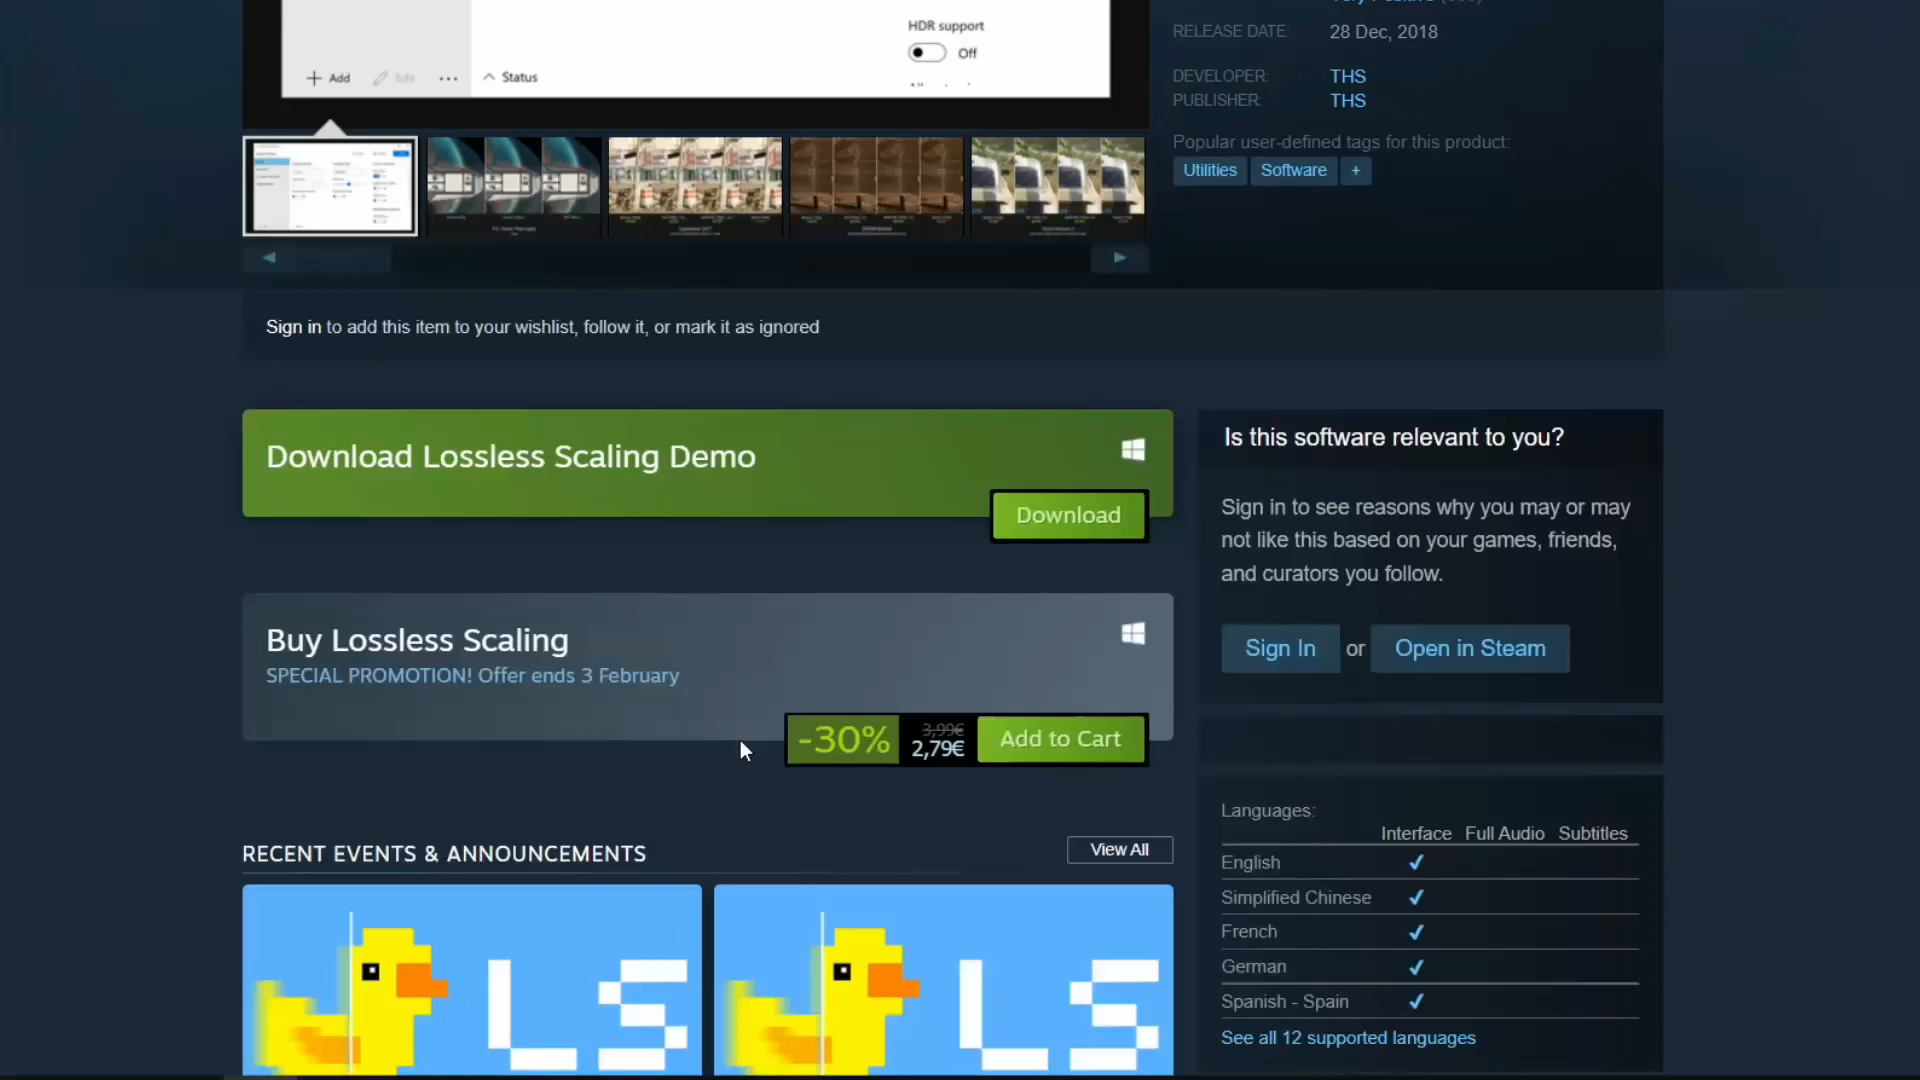 HDR support
Off
Add
Edit
Status
RELEASE DATE: 28 Dec, 2018
DEVELOPER: THS
PUBLISHER: THS
Popular user-defined tags for this product:
Utilities Software +
Sign in to add this item to your wishlist, follow it, or mark it as ignored
Download Lossless Scaling Demo
Download
Buy Lossless Scaling
SPECIAL PROMOTION! Offer ends 3 February
-30% 3,99€ 2,79€ Add to Cart
Is this software relevant to you?
Sign in to see reasons why you may or may
not like this based on your games, friends,
and curators you follow.
Sign In or Open in Steam
RECENT EVENTS & ANNOUNCEMENTS
View All
LS
LS
Languages:
Interface Full Audio Subtitles
English ✔
Simplified Chinese ✔
French ✔
German ✔
Spanish - Spain ✔
See all 12 supported languages